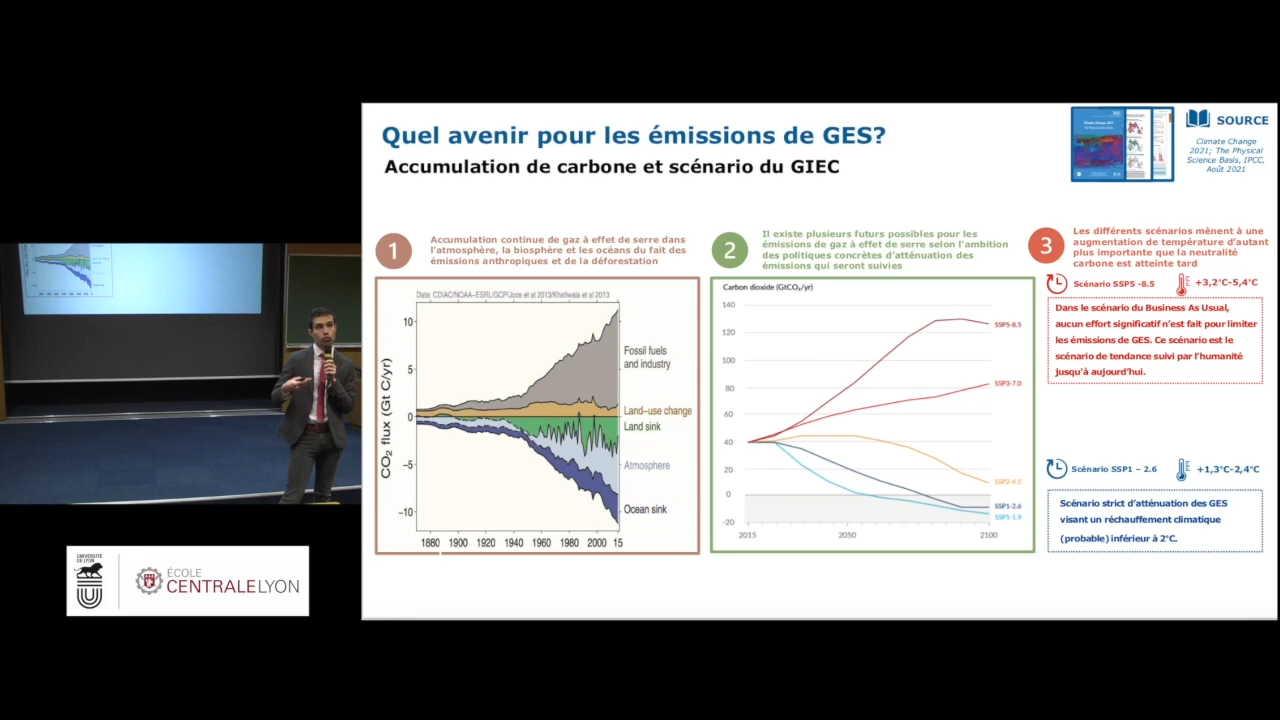 Quel avenir pour les émissions de GES?
Accumulation de carbone et scénario du GIEC
SOURCE
Climate Change
2021; The Physical
Science Basis, IPCC,
Août 2021
1
Accumulation continue de gaz à effet de serre dans
l’atmosphère, la biosphère et les océans du fait des
émissions anthropiques et de la déforestation
Data: CDIAC/NOAA-ESRL/GCP/Joos et al 2013/Khatiwala et al 2013
CO2 flux (Gt C/yr)
10
5
0
−5
−10
Fossil fuels
and industry
Land-use change
Land sink
Atmosphere
Ocean sink
1880 1900 1920 1940 1960 1980 2000 15
2
Il existe plusieurs futurs possibles pour les
émissions de gaz à effet de serre selon l’ambition
des politiques concrètes d’atténuation des
émissions qui seront suivies
Carbon dioxide (GtCO2/yr)
140
120
100
80
60
40
20
0
-20
SSP5-8.5
SSP3-7.0
SSP2-4.5
SSP1-2.6
SSP1-1.9
2015 2050 2100
3
Les différents scénarios mènent à une
augmentation de température d’autant
plus importante que la neutralité
carbone est atteinte tard
Scénario SSP5 -8.5 +3,2°C-5,4°C
Dans le scénario du Business As Usual,
aucun effort significatif n’est fait pour limiter
les émissions de GES. Ce scénario est le
scénario de tendance suivi par l’humanité
jusqu’à aujourd’hui.
Scénario SSP1 – 2.6 +1,3°C-2,4°C
Scénario strict d’atténuation des GES
visant un réchauffement climatique
(probable) inférieur à 2°C.
UNIVERSITÉ
DE LYON
ÉCOLE
CENTRALELYON